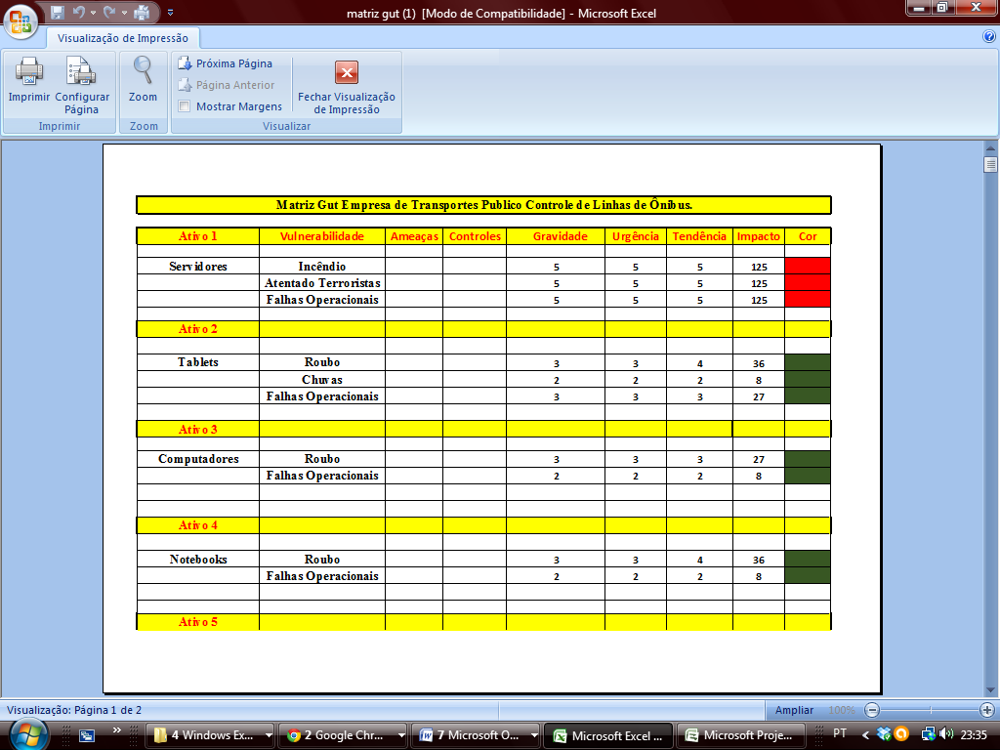 matriz gut (1) [Modo de Compatibilidade] - Microsoft Excel
Visualização de Impressão
Imprimir
Configurar Página
Zoom
Próxima Página
Página Anterior
Mostrar Margens
Fechar Visualização de Impressão
Imprimir Zoom Visualizar
Matriz Gut Empresa de Transportes Publico Controle de Linhas de Ônibus.
Ativo 1 Vulnerabilidade Ameaças Controles Gravidade Urgência Tendência Impacto Cor
Servidores Incêndio 5 5 5 125
Atentado Terroristas 5 5 5 125
Falhas Operacionais 5 5 5 125
Ativo 2
Tablets Roubo 3 3 4 36
Chuvas 2 2 2 8
Falhas Operacionais 3 3 3 27
Ativo 3
Computadores Roubo 3 3 3 27
Falhas Operacionais 2 2 2 8
Ativo 4
Notebooks Roubo 3 3 4 36
Falhas Operacionais 2 2 2 8
Ativo 5
Visualização: Página 1 de 2 Ampliar 100%
4 Windows Ex... 2 Google Chr... 7 Microsoft O... Microsoft Excel ... Microsoft Proje... PT 23:35